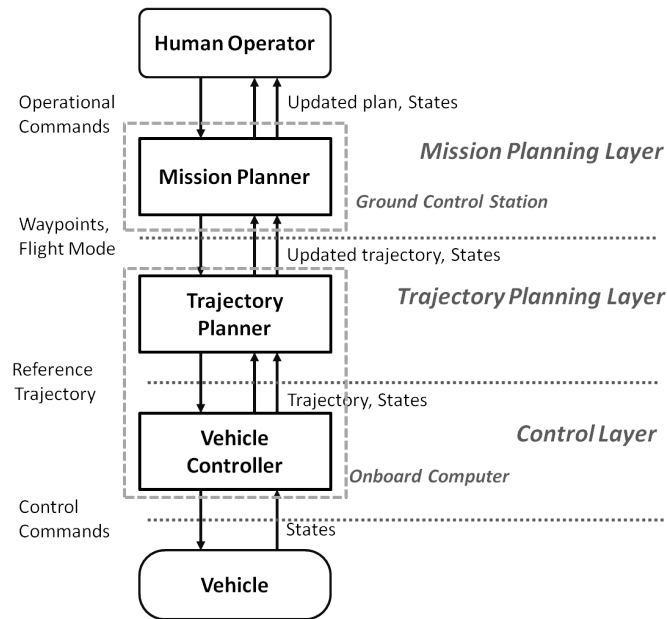 Human Operator
Operational
Commands
Updated plan, States
Mission Planning Layer
Mission Planner
Ground Control Station
Waypoints,
Flight Mode
Updated trajectory, States
Trajectory Planning Layer
Trajectory
Planner
Reference
Trajectory
Trajectory, States
Control Layer
Vehicle
Controller
Onboard Computer
Control
Commands
States
Vehicle